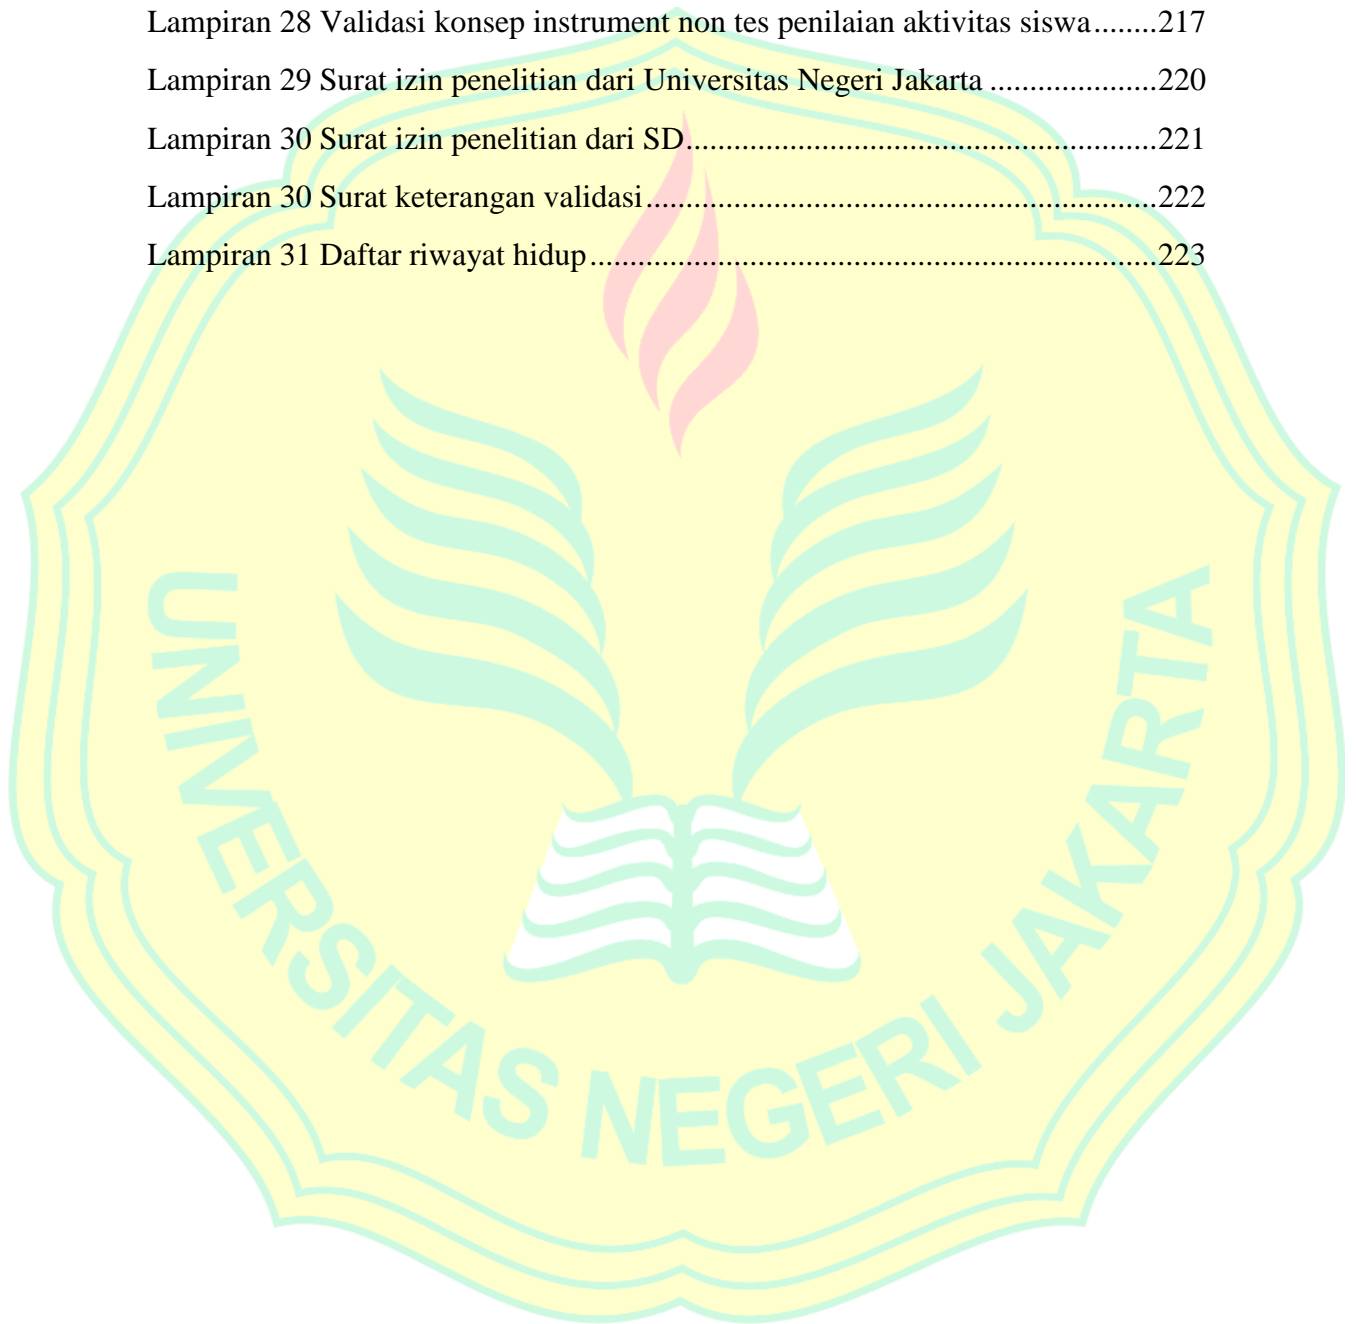 Lampiran 28 Validasi konsep instrument non tes penilaian aktivitas siswa........217
Lampiran 29 Surat izin penelitian dari Universitas Negeri Jakarta ....................220
Lampiran 30 Surat izin penelitian dari SD.........................................................221
Lampiran 30 Surat keterangan validasi..............................................................222
Lampiran 31 Daftar riwayat hidup.....................................................................223
UNIVERSITAS NEGERI JAKARTA